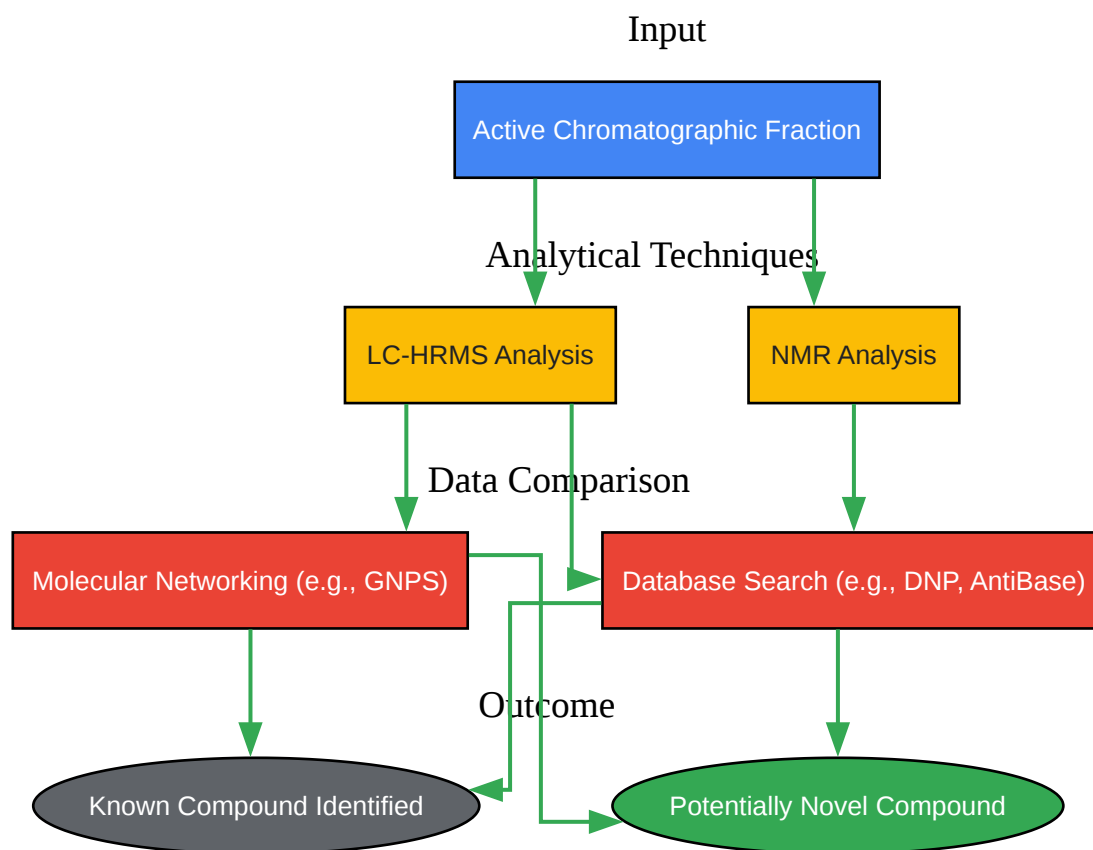 Input
Active Chromatographic Fraction
Analytical Techniques
LC-HRMS Analysis
NMR Analysis
Data Comparison
Molecular Networking (e.g., GNPS)
Database Search (e.g., DNP, AntiBase)
Outcome
Known Compound Identified
Potentially Novel Compound